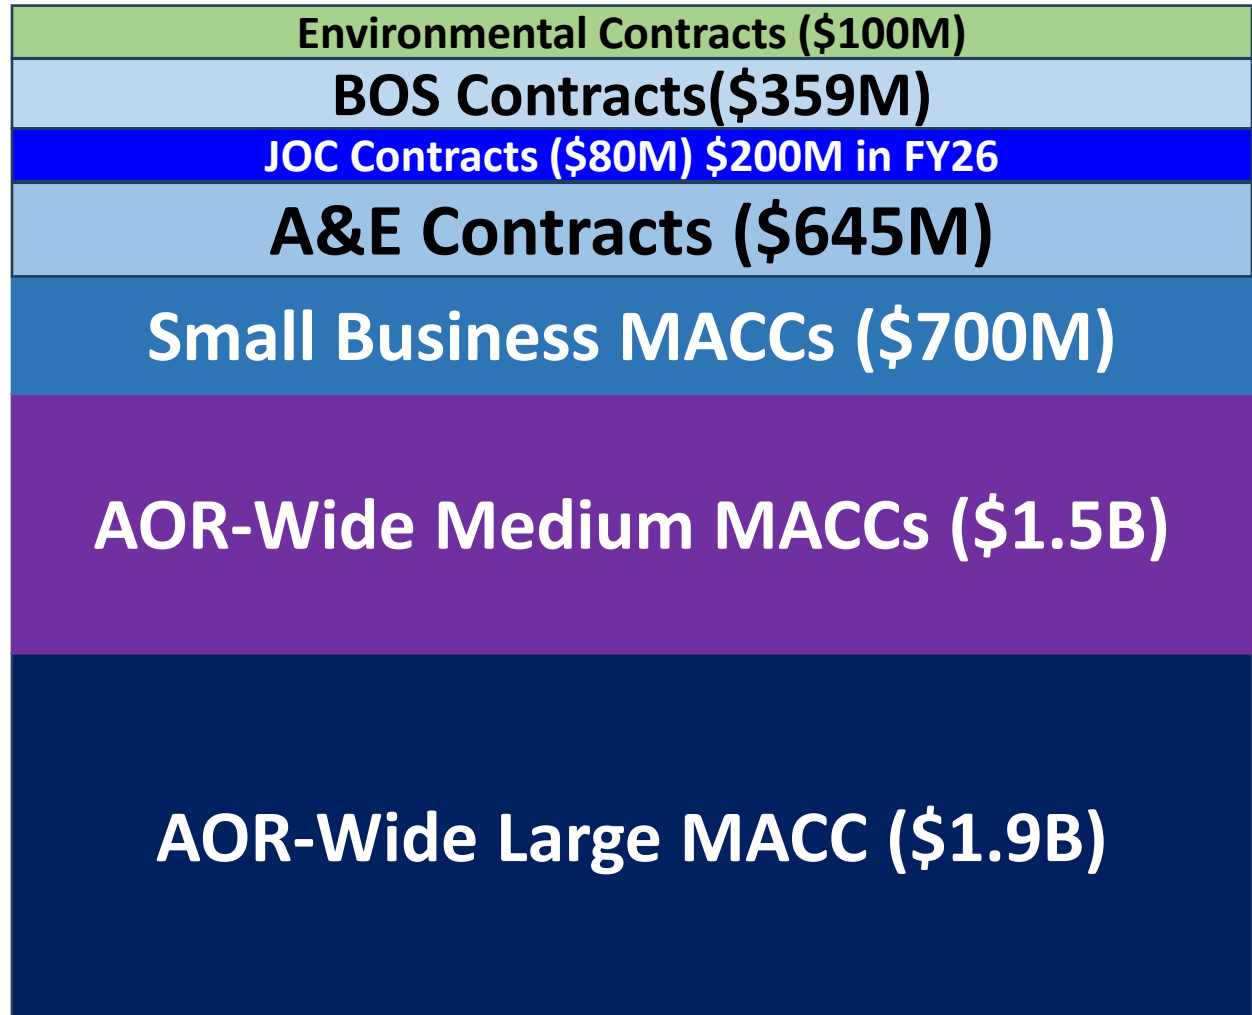 Environmental Contracts ($100M)
BOS Contracts($359M)
JOC Contracts ($80M) $200M in FY26
A&E Contracts ($645M)
Small Business MACCs ($700M)
AOR-Wide Medium MACCs ($1.5B)
AOR-Wide Large MACC ($1.9B)